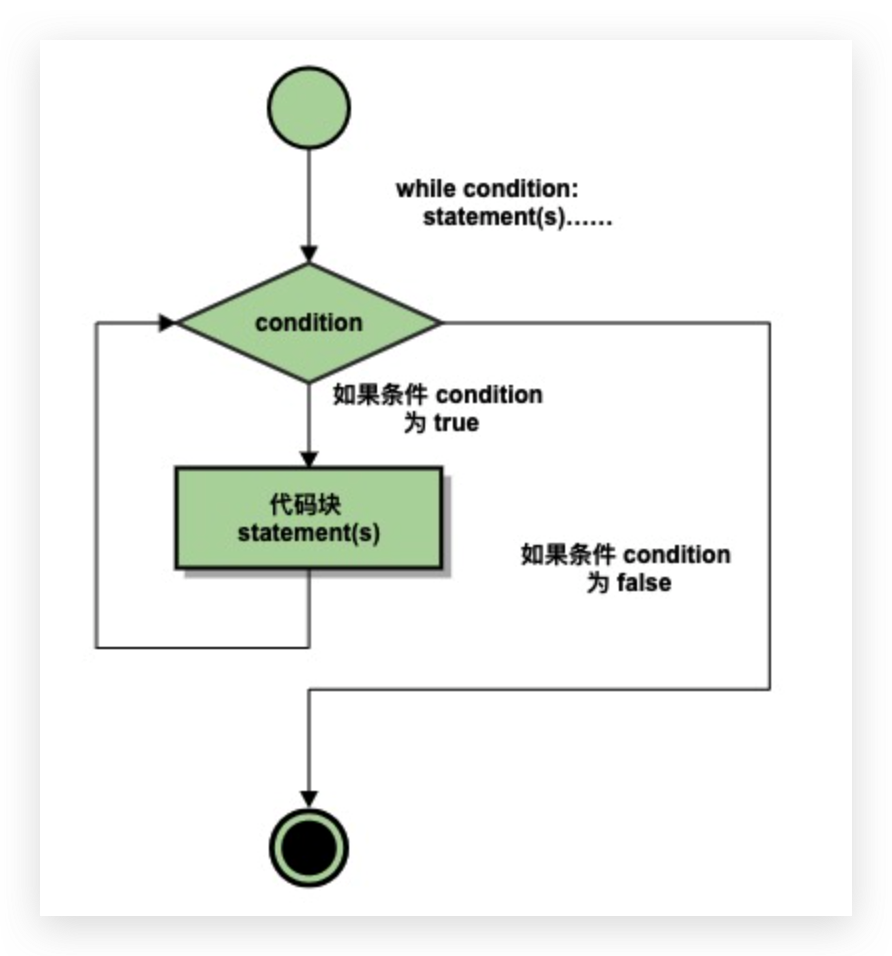 while condition:
statement(s)……
condition
如果条件 condition
为 true
代码块
statement(s)
如果条件 condition
为 false